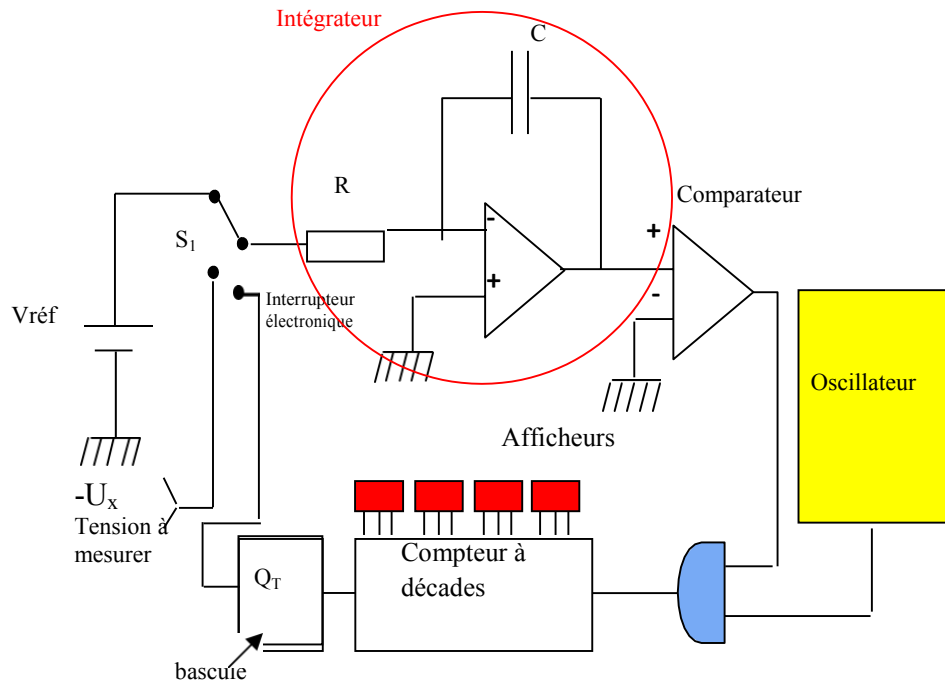 Intégrateur
C
R
Comparateur
S1
-
+
+
-
Interrupteur
électronique
Vréf
Oscillateur
Afficheurs
-Ux
Tension à
mesurer
QT
Compteur à
décades
bascule